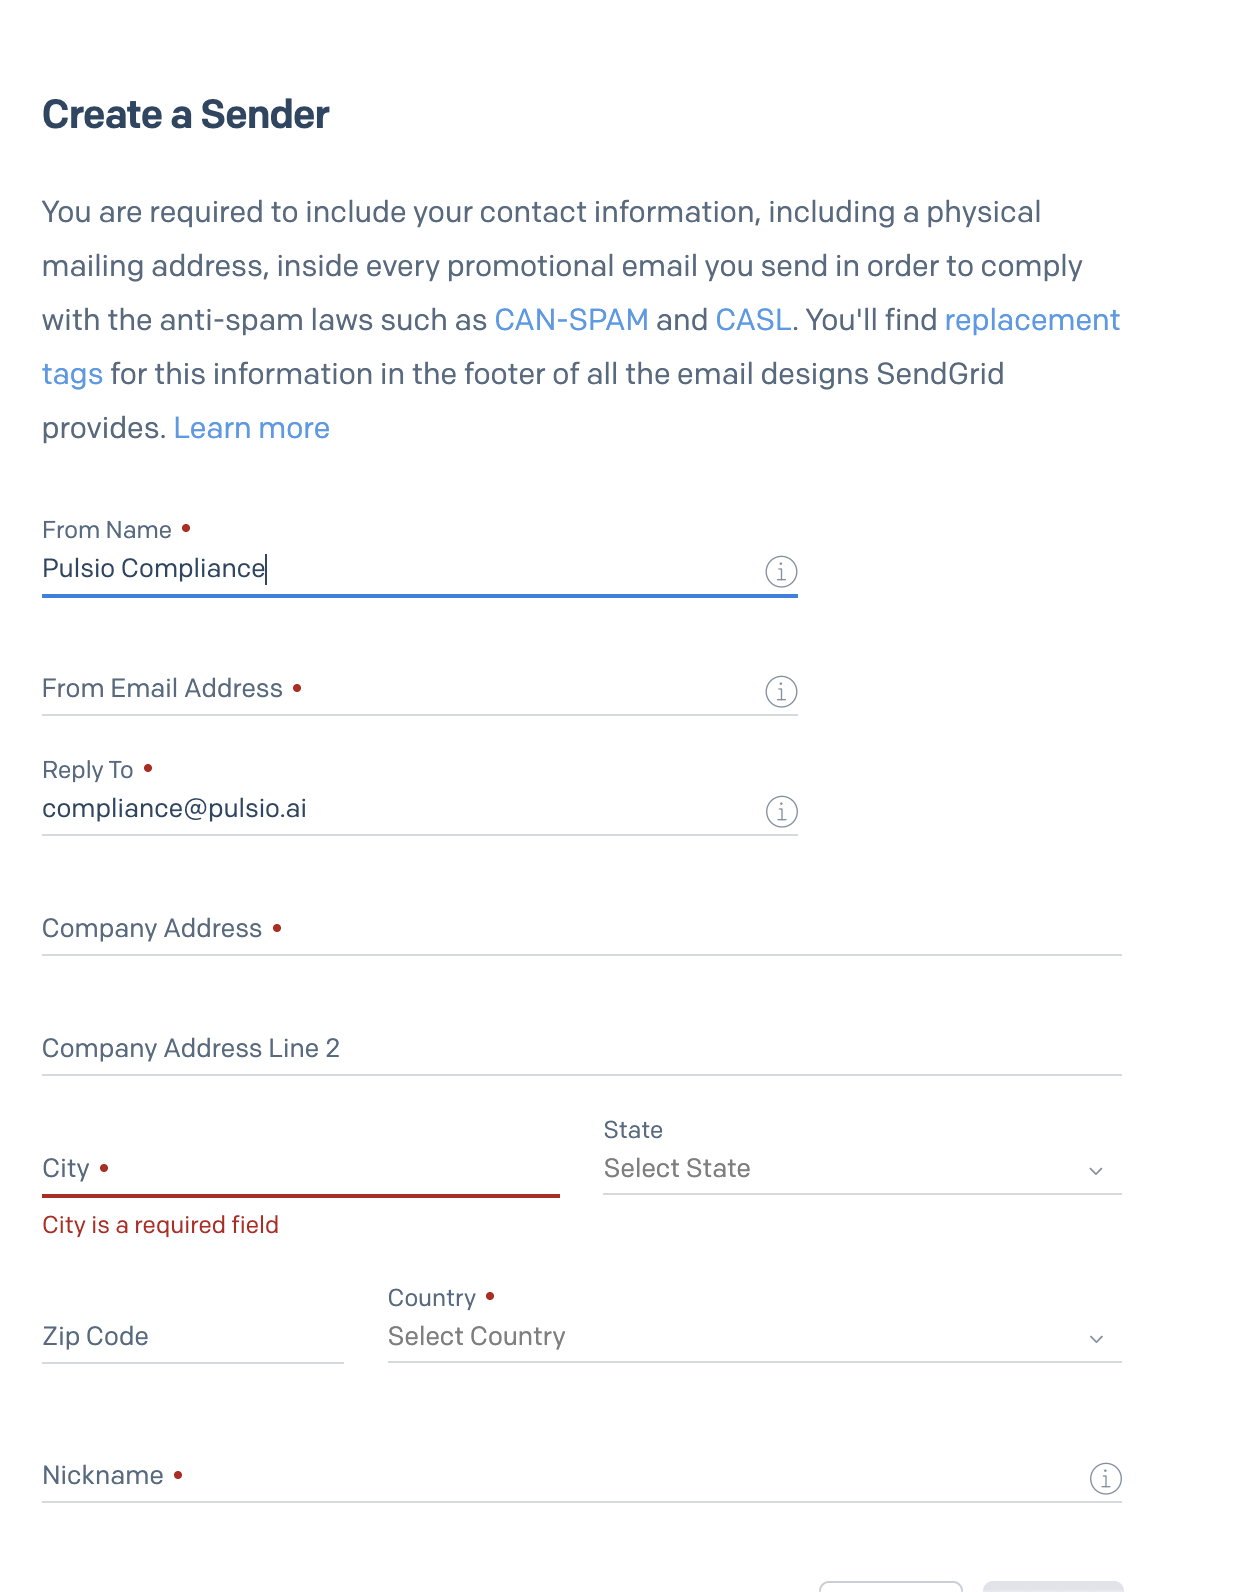 Create a Sender
You are required to include your contact information, including a physical
mailing address, inside every promotional email you send in order to comply
with the anti-spam laws such as CAN-SPAM and CASL. You'll find replacement
tags for this information in the footer of all the email designs SendGrid
provides. Learn more
From Name
Pulsio Compliance
From Email Address
Reply To
compliance@pulsio.ai
Company Address
Company Address Line 2
City
State
Select State
City is a required field
Zip Code
Country
Select Country
Nickname